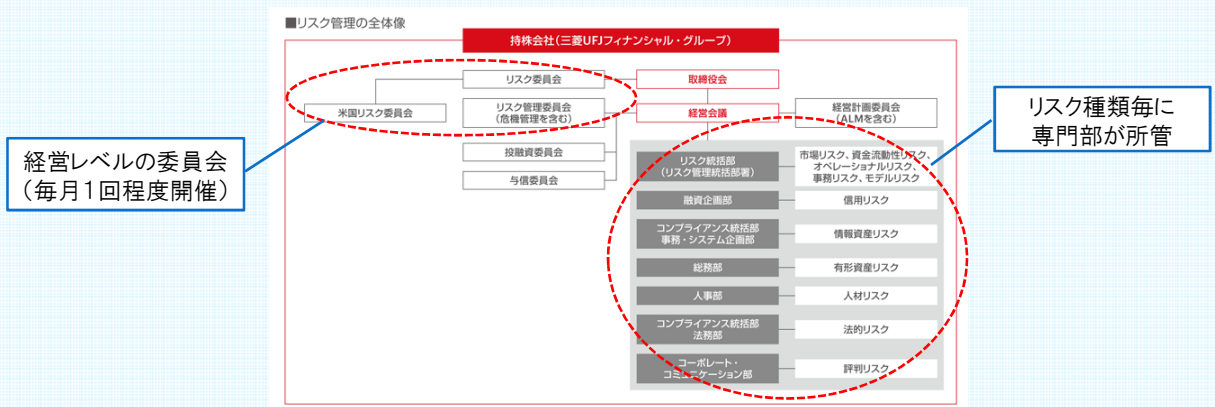 ■リスク管理の全体像
持株会社（三菱UFJフィナンシャル・グループ）
リスク委員会
取締役会
米国リスク委員会
リスク管理委員会
（危機管理を含む）
経営会議
経営計画委員会
（ALMを含む）
投融資委員会
与信委員会
経営レベルの委員会
（毎月1回程度開催）
リスク種類毎に
専門部が所管
リスク統括部
（リスク管理統括部署）
市場リスク、資金流動性リスク、
オペレーショナルリスク、
事務リスク、モデルリスク
融資企画部
信用リスク
コンプライアンス統括部
事務・システム企画部
情報資産リスク
総務部
有形資産リスク
人事部
人材リスク
コンプライアンス統括部
法務部
法的リスク
コーポレート・
コミュニケーション部
評判リスク